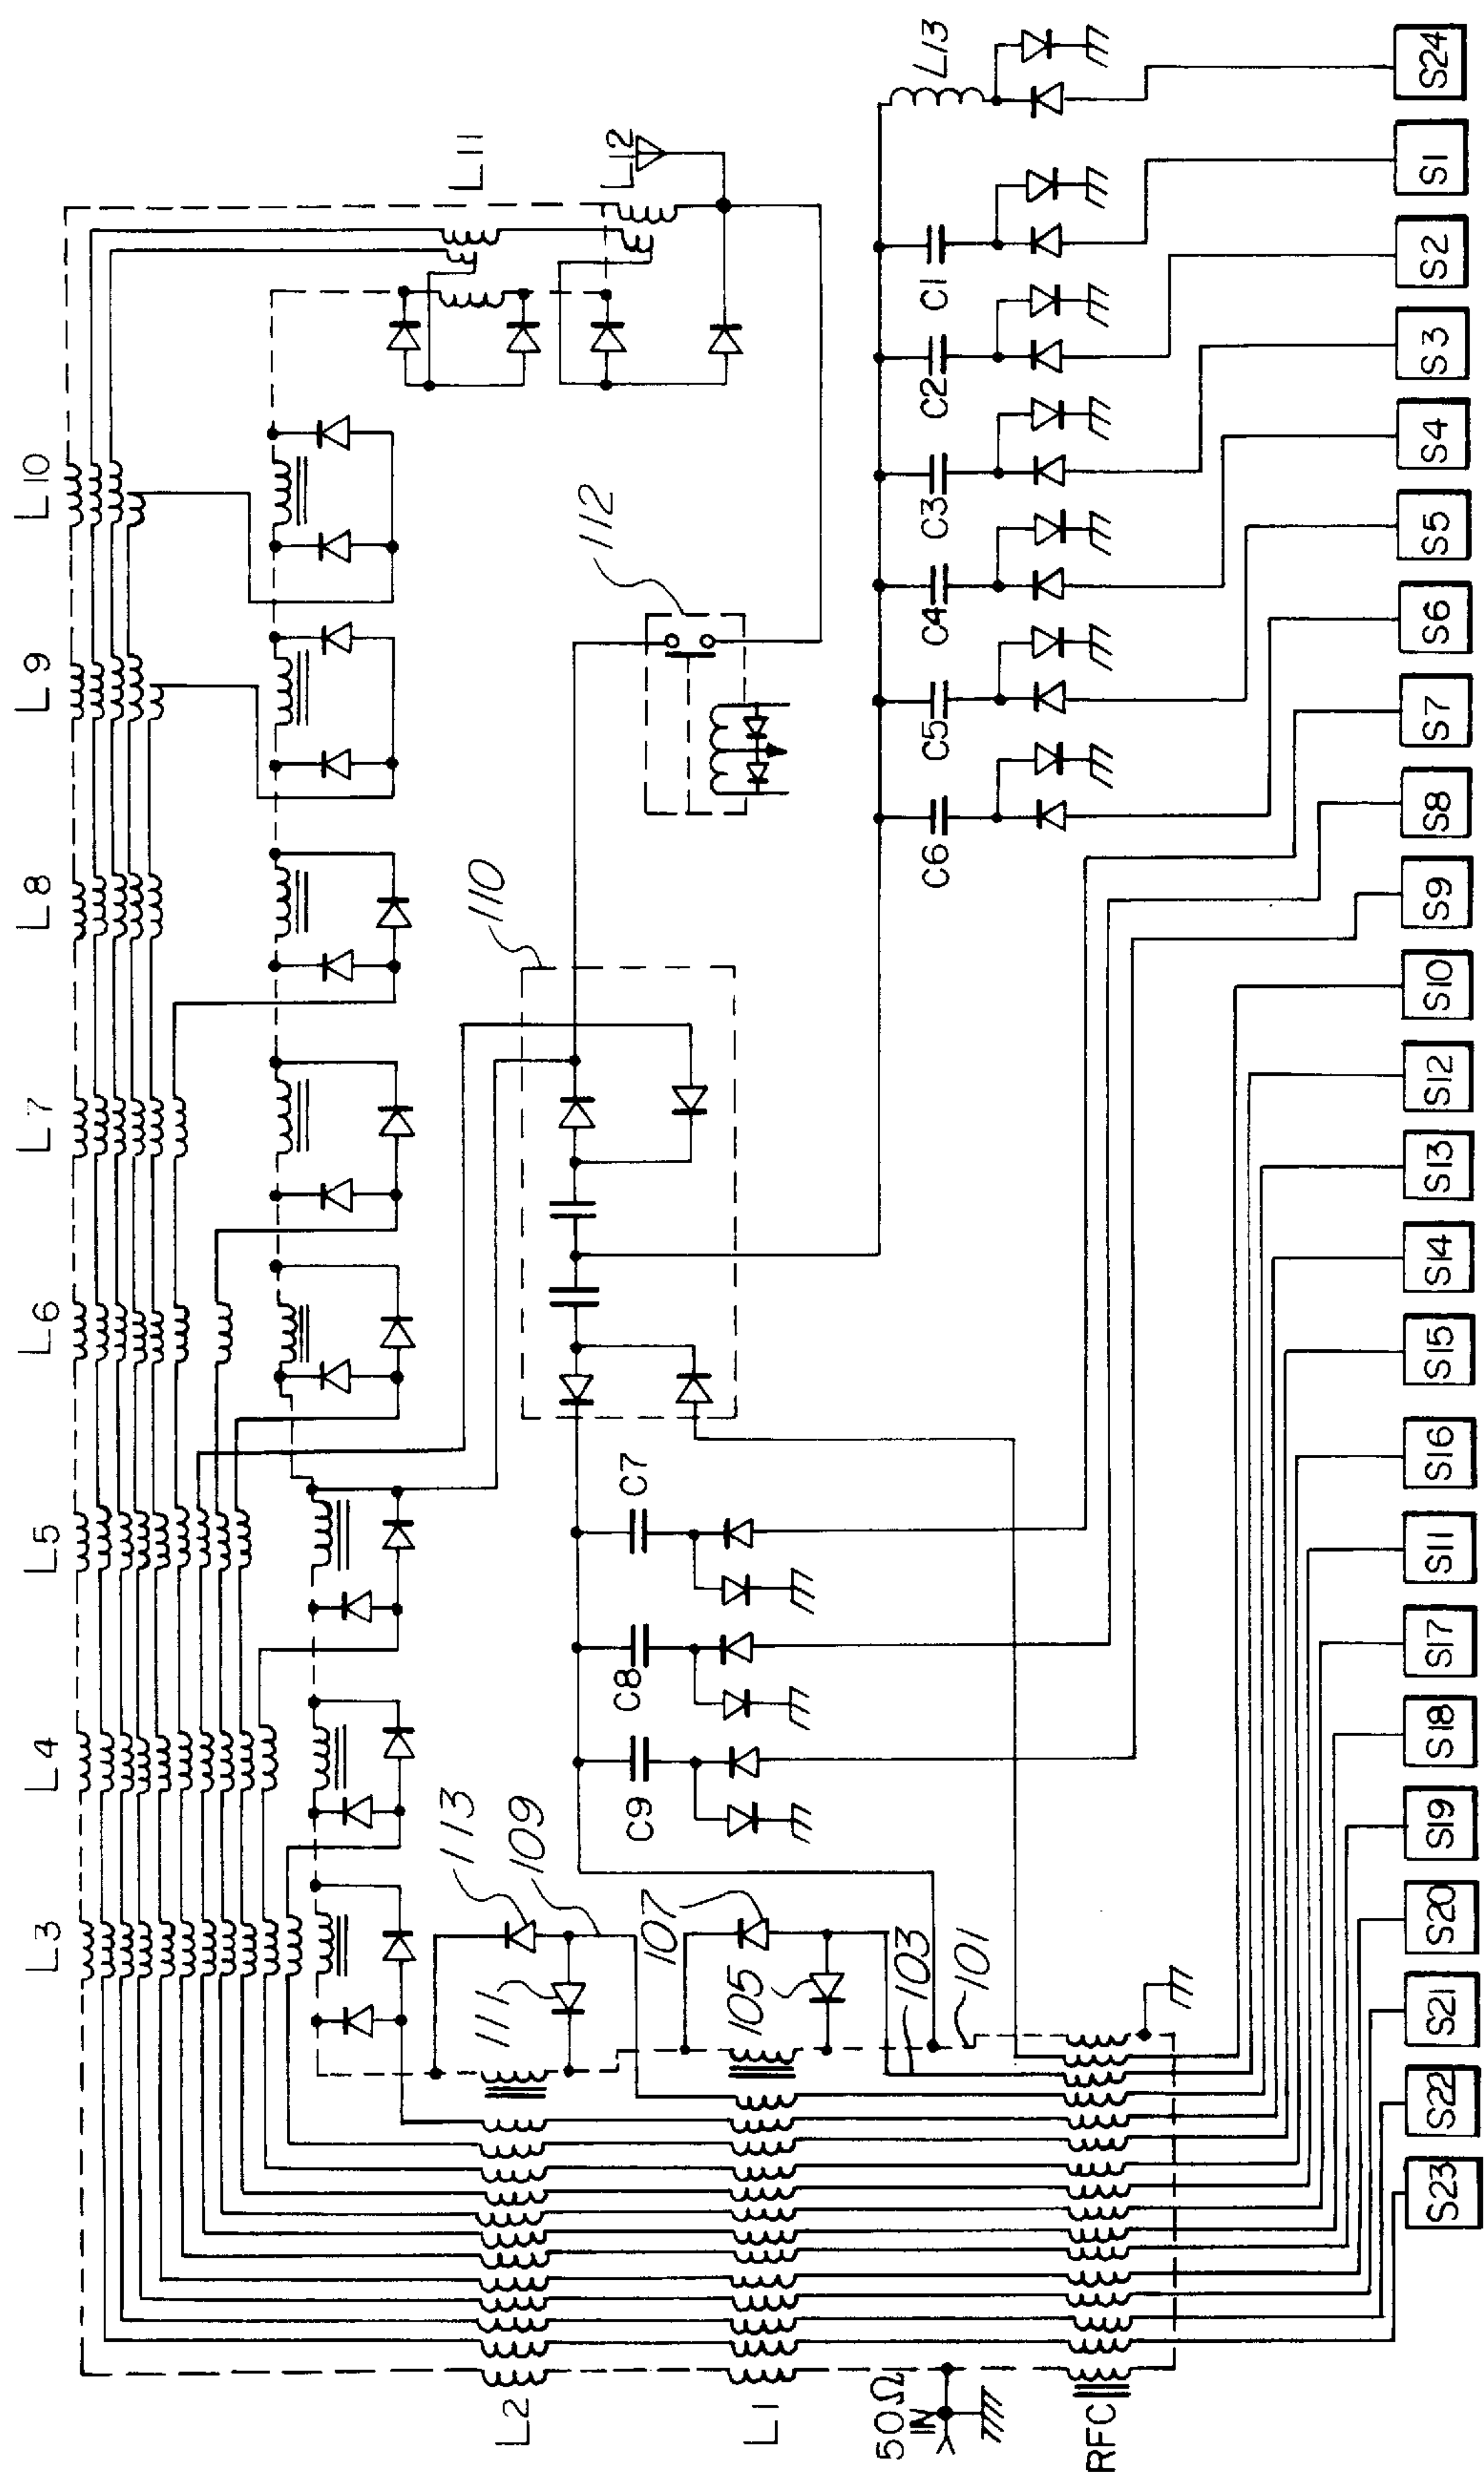 L10
L9
L8
L7
L6
L5
L4
L3
L11
L12
L13
112
110
C1
C2
C3
C4
C5
C6
C7
C8
C9
113
109
111
107
105
103
101
L2
L1
50Ω
IN
RFC
S24
S1
S2
S3
S4
S5
S6
S7
S8
S9
S10
S12
S13
S14
S15
S16
S11
S17
S18
S19
S20
S21
S22
S23